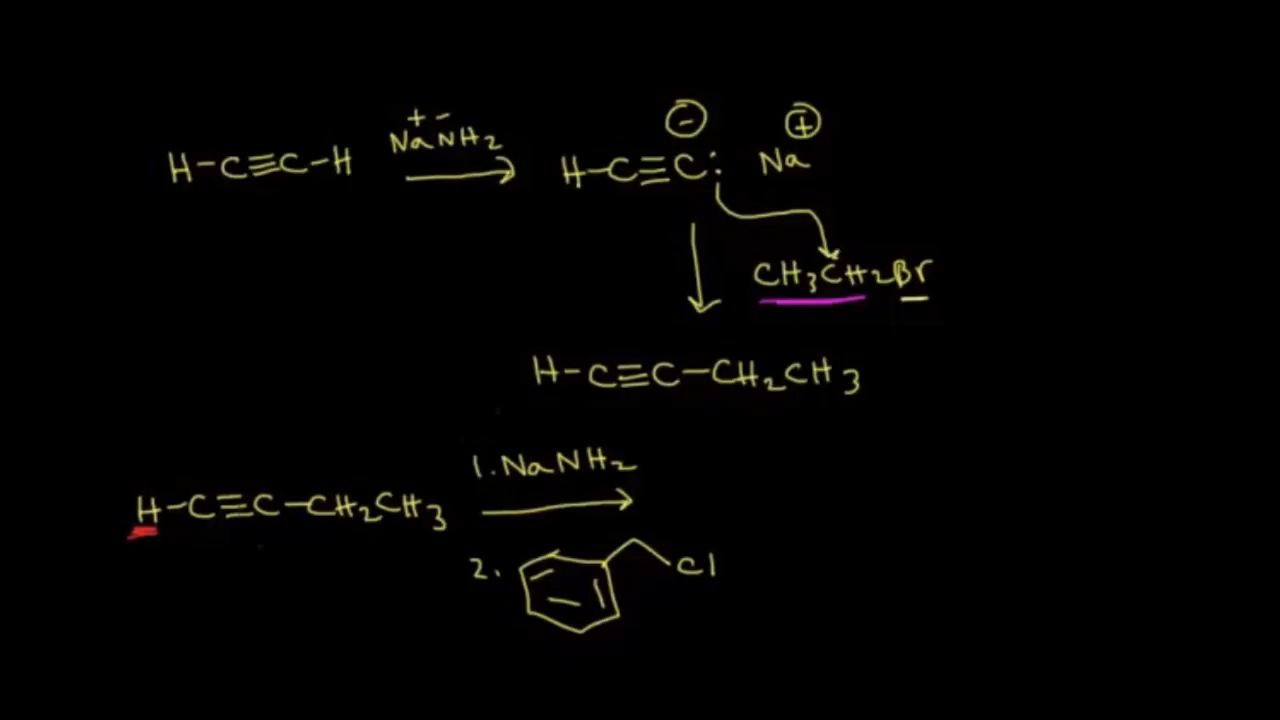 + -
NaNH2
H-C≡C-H
H-C≡C: ⊖ Na ⊕
CH3CH2Br
H-C≡C-CH2CH3
1. NaNH2
H-C≡C-CH2CH3
2. Cl